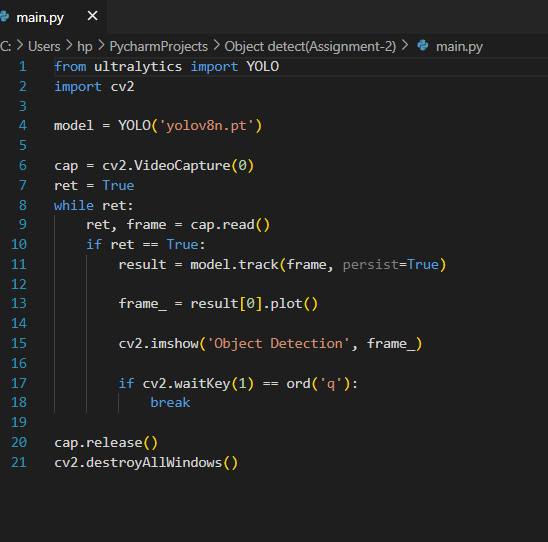 main.py ×
C: > Users > hp > PycharmProjects > Object detect(Assignment-2) > main.py
1 from ultralytics import YOLO
2 import cv2
3
4 model = YOLO('yolov8n.pt')
5
6 cap = cv2.VideoCapture(0)
7 ret = True
8 while ret:
9     ret, frame = cap.read()
10     if ret == True:
11         result = model.track(frame, persist=True)
12
13         frame_ = result[0].plot()
14
15         cv2.imshow('Object Detection', frame_)
16
17         if cv2.waitKey(1) == ord('q'):
18             break
19
20 cap.release()
21 cv2.destroyAllWindows()